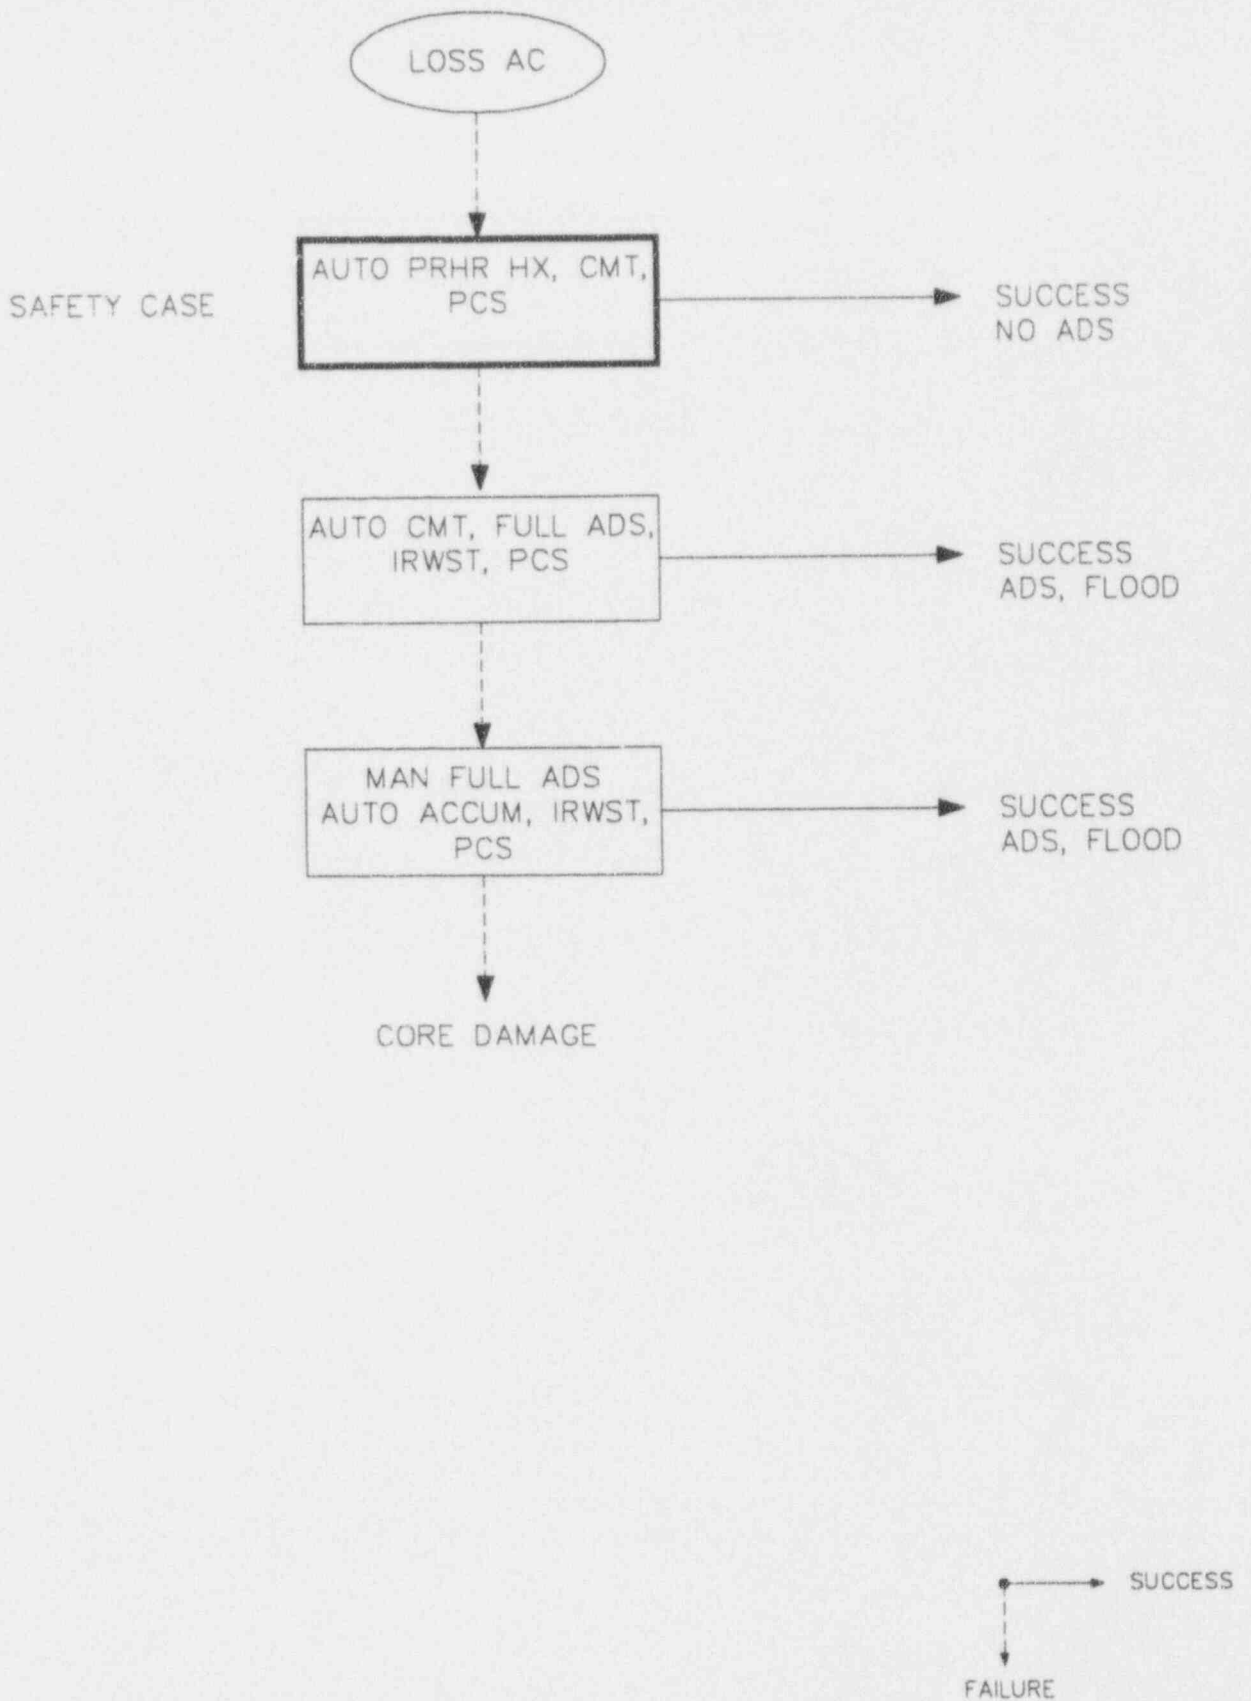 LOSS AC
AUTO PRHR HX, CMT,
PCS
SAFETY CASE
SUCCESS
NO ADS
AUTO CMT, FULL ADS,
IRWST, PCS
SUCCESS
ADS, FLOOD
MAN FULL ADS
AUTO ACCUM, IRWST,
PCS
SUCCESS
ADS, FLOOD
CORE DAMAGE
SUCCESS
FAILURE